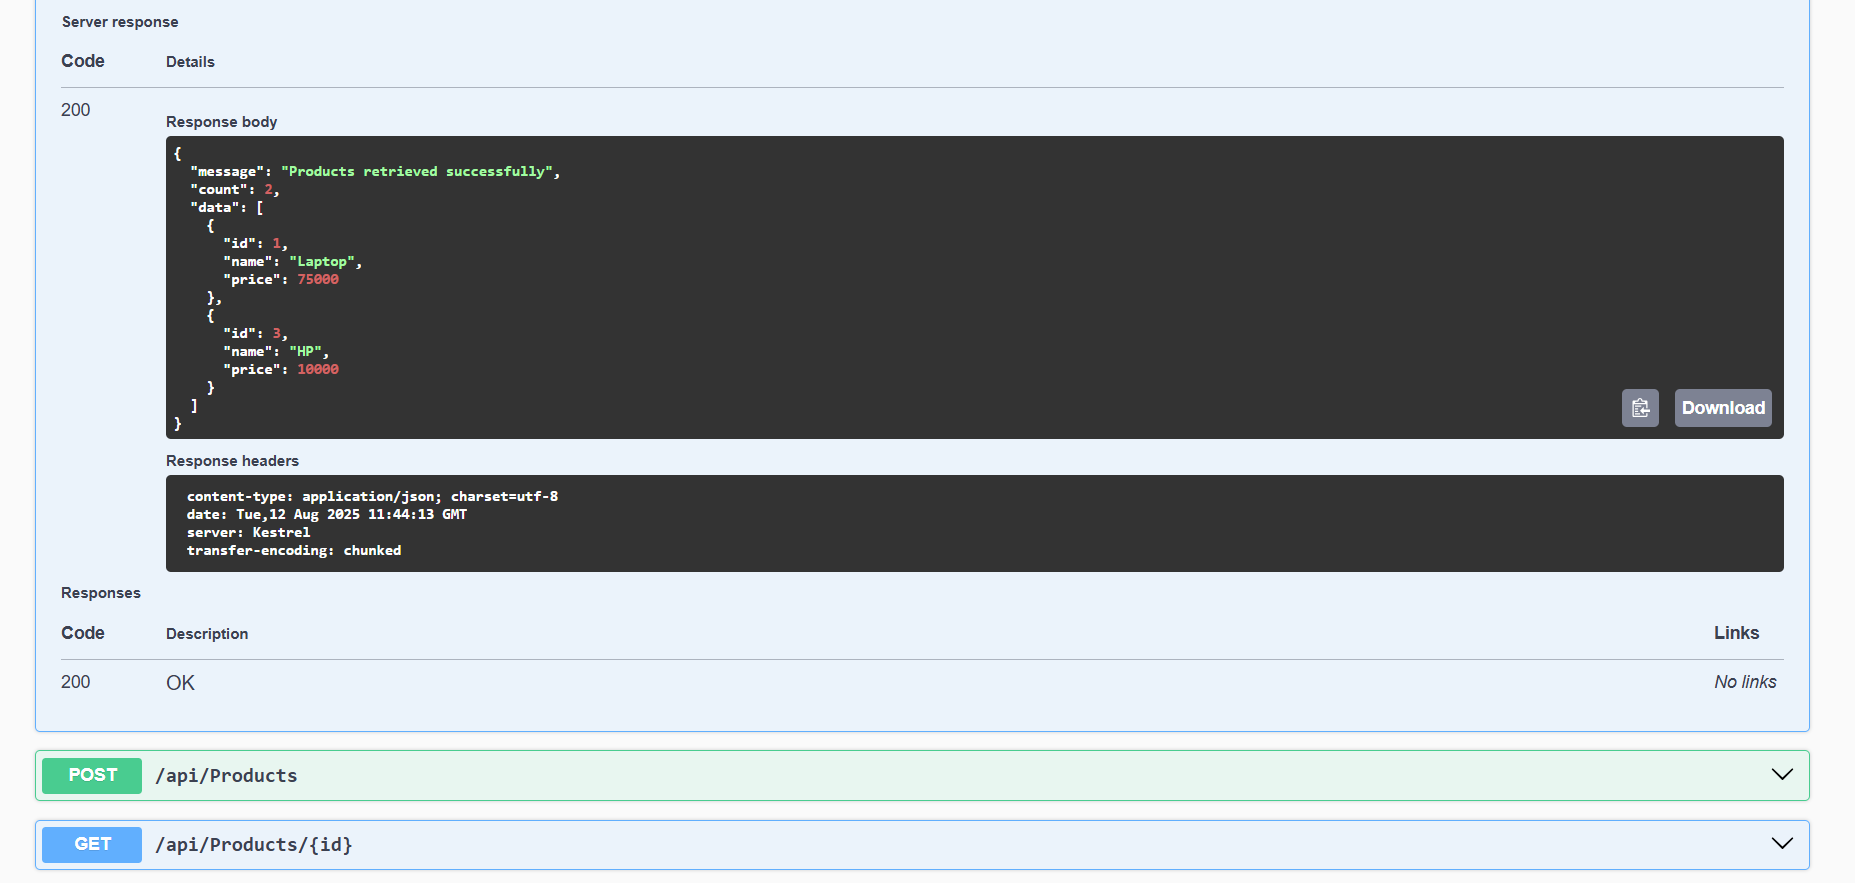 Server response
Code Details
200
Response body
{
  "message": "Products retrieved successfully",
  "count": 2,
  "data": [
    {
      "id": 1,
      "name": "Laptop",
      "price": 75000
    },
    {
      "id": 3,
      "name": "HP",
      "price": 10000
    }
  ]
}
Download
Response headers
content-type: application/json; charset=utf-8
date: Tue,12 Aug 2025 11:44:13 GMT
server: Kestrel
transfer-encoding: chunked
Responses
Code Description Links
200 OK No links
POST /api/Products
GET /api/Products/{id}